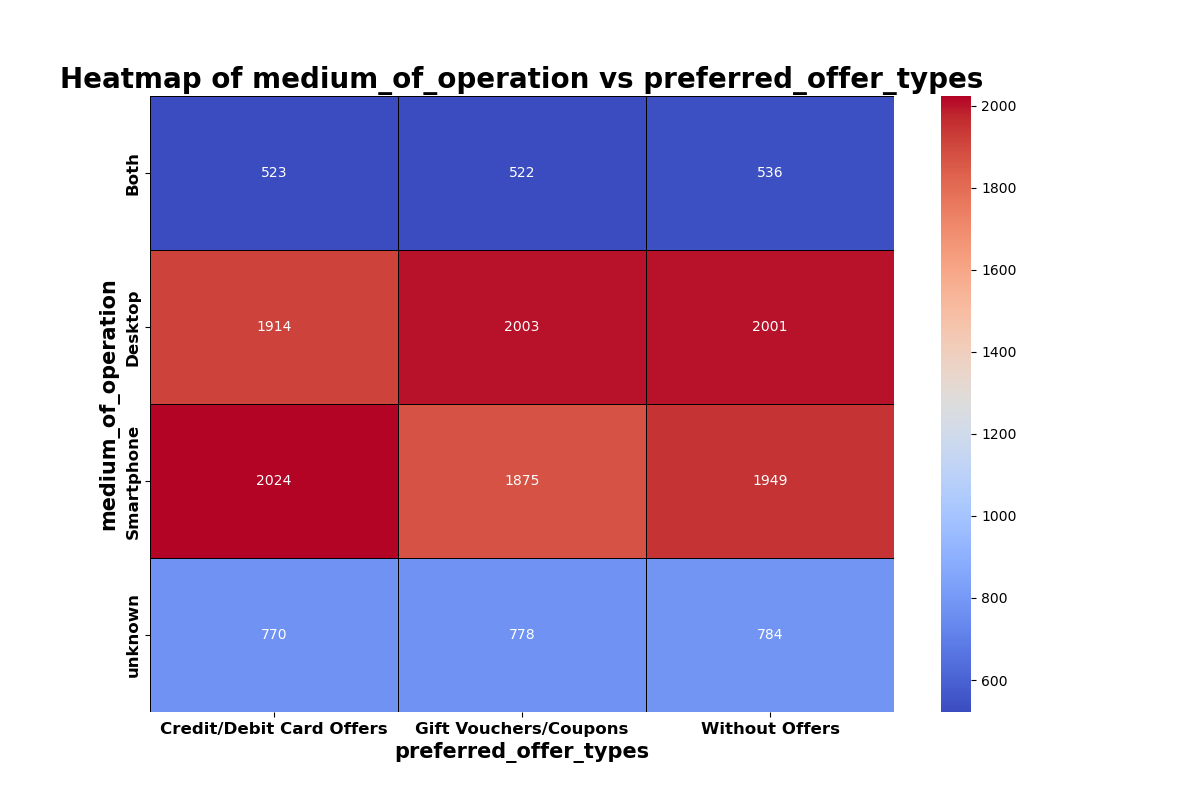 Heatmap of medium_of_operation vs preferred_offer_types
medium_of_operation
Both
523
522
536
Desktop
1914
2003
2001
Smartphone
2024
1875
1949
unknown
770
778
784
Credit/Debit Card Offers
Gift Vouchers/Coupons
Without Offers
preferred_offer_types
2000
1800
1600
1400
1200
1000
800
600